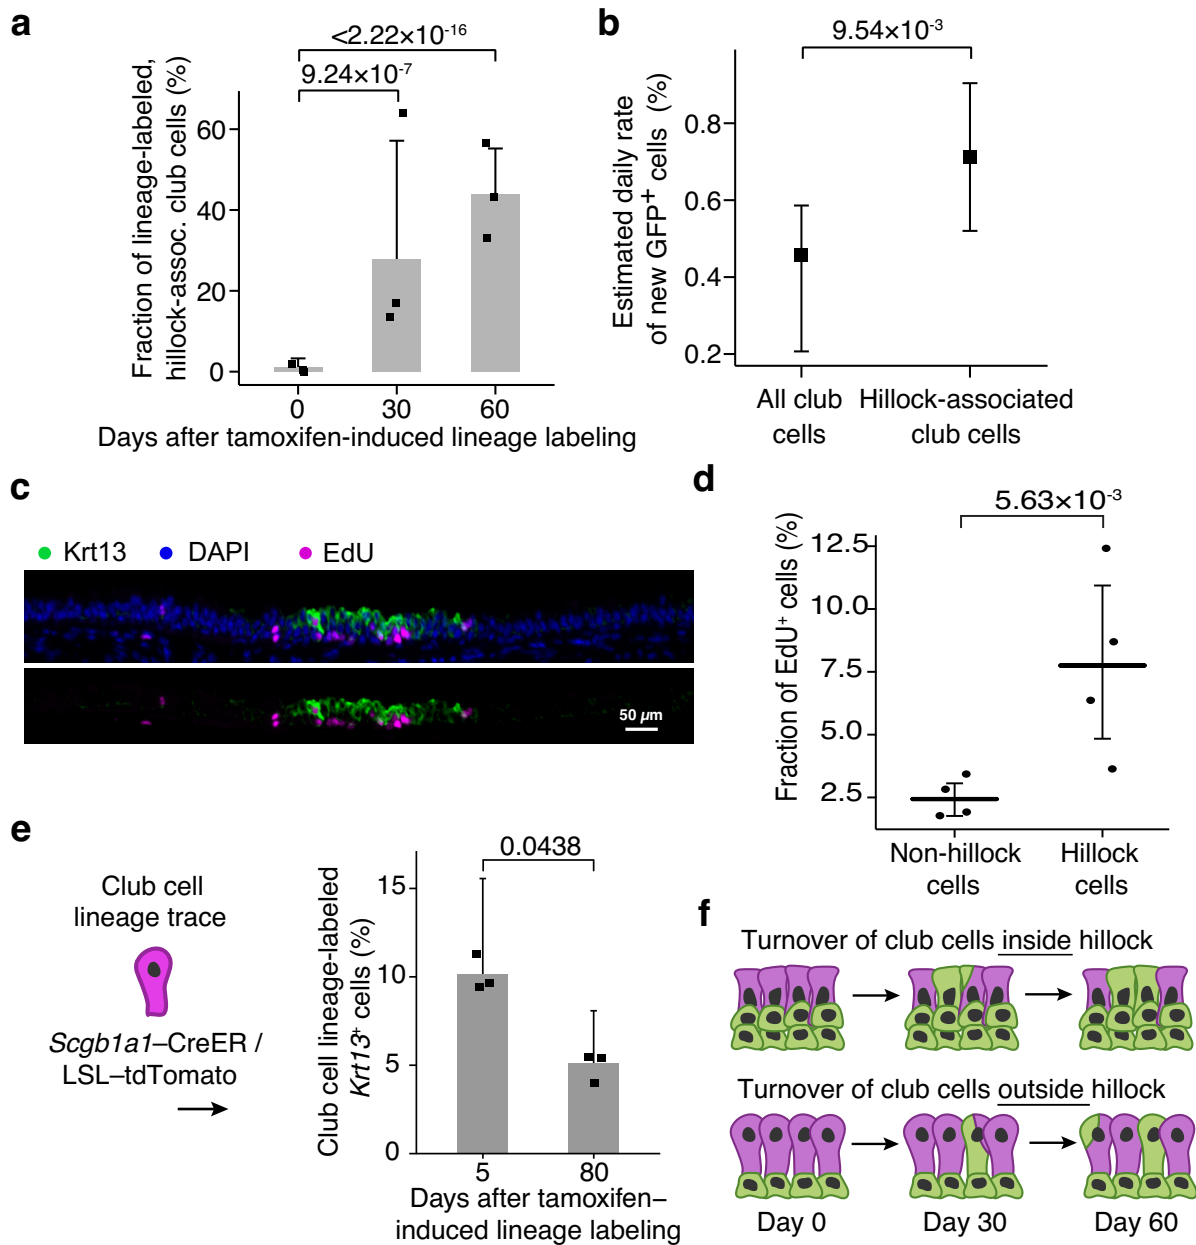 a
<2.22×10-16
9.24×10-7
Fraction of lineage-labeled,
hillock-assoc. club cells (%)
60
40
20
0
0 30 60
Days after tamoxifen-induced lineage labeling
b
9.54×10-3
Estimated daily rate
of new GFP+ cells (%)
0.8
0.6
0.4
0.2
All club
cells
Hillock-associated
club cells
c
Krt13 DAPI EdU
50 µm
d
5.63×10-3
Fraction of EdU+ cells (%)
12.5
10.0
7.5
5.0
2.5
Non-hillock
cells
Hillock
cells
e
Club cell
lineage trace
Scgb1a1–CreER /
LSL–tdTomato
0.0438
Club cell lineage-labeled
Krt13+ cells (%)
15
10
5
0
5 80
Days after tamoxifen–
induced lineage labeling
f
Turnover of club cells inside hillock
Turnover of club cells outside hillock
Day 0 Day 30 Day 60